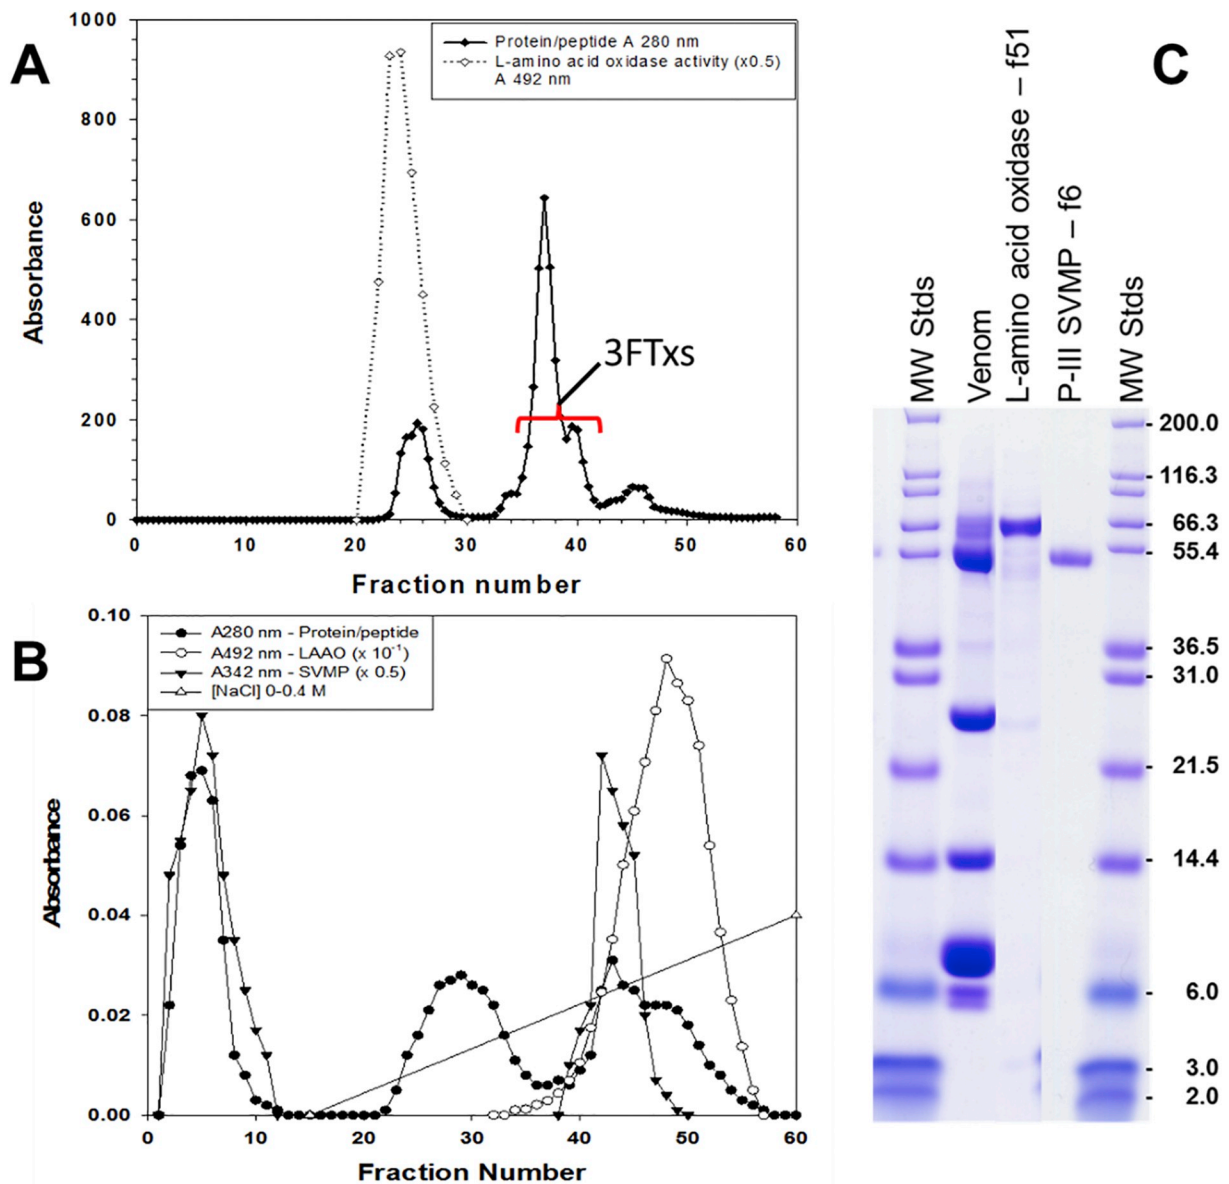 A
1000
800
600
400
200
0
Absorbance
Protein/peptide A 280 nm
L-amino acid oxidase activity (x0.5)
A 492 nm
3FTxs
0 10 20 30 40 50 60
Fraction number
B
0.10
0.08
0.06
0.04
0.02
0.00
Absorbance
A280 nm - Protein/peptide
A492 nm - LAAO (x 10⁻¹)
A342 nm - SVMP (x 0.5)
[NaCl] 0-0.4 M
0 10 20 30 40 50 60
Fraction Number
C
MW Stds
Venom
L-amino acid oxidase – f51
P-III SVMP – f6
MW Stds
200.0
116.3
66.3
55.4
36.5
31.0
21.5
14.4
6.0
3.0
2.0